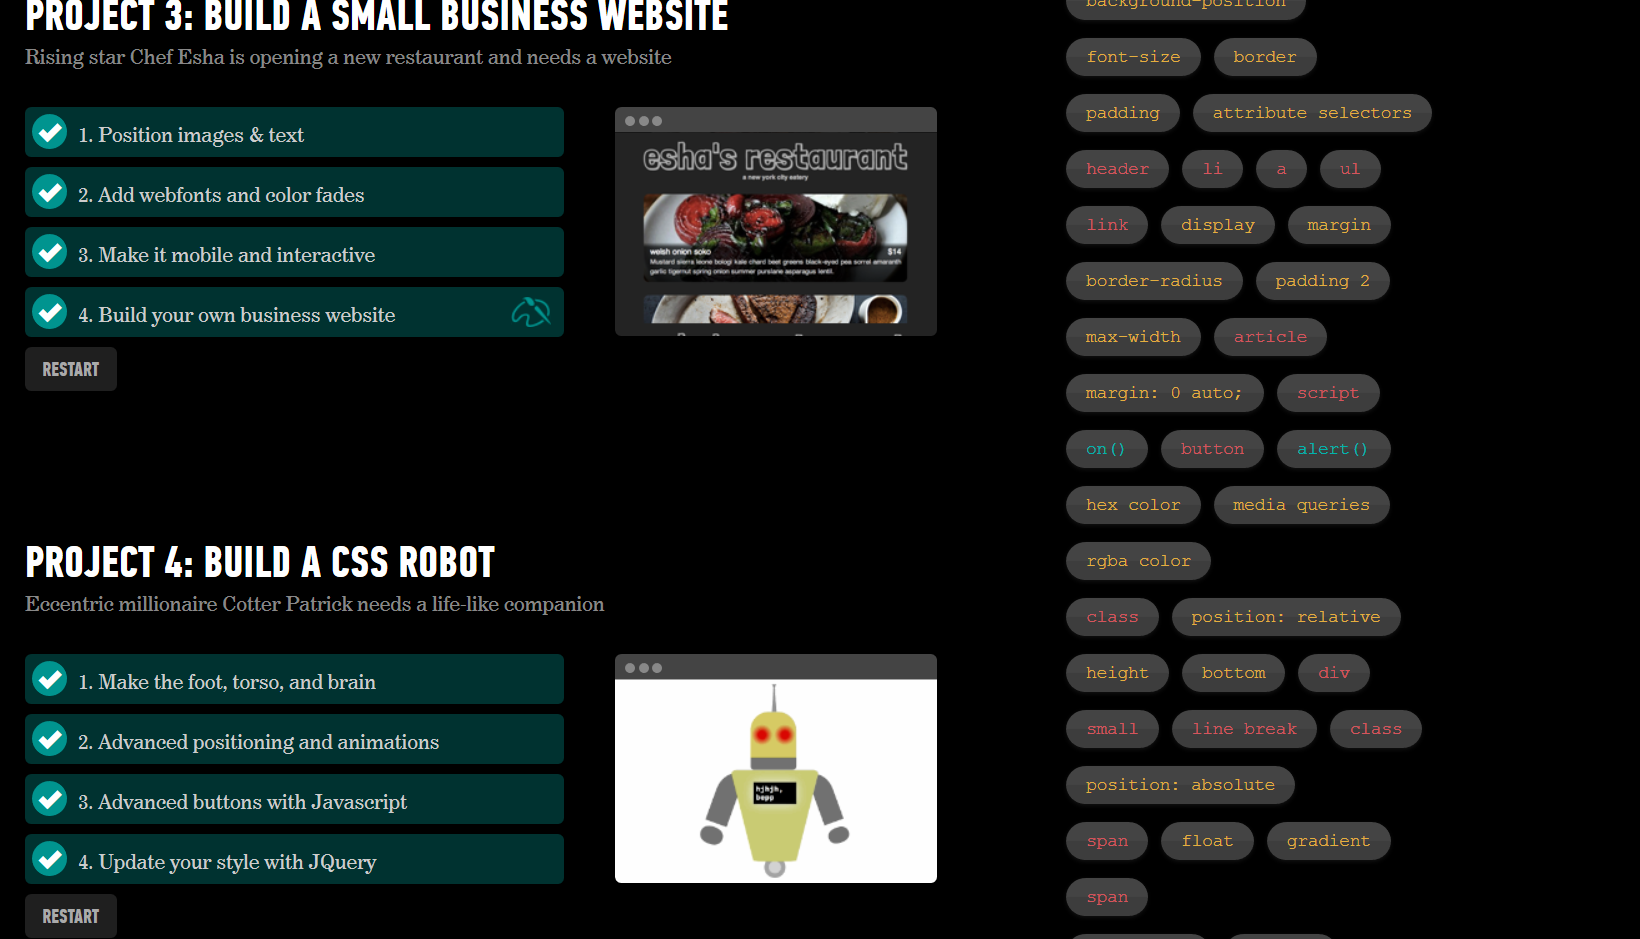 PROJECT 3: BUILD A SMALL BUSINESS WEBSITE
Rising star Chef Esha is opening a new restaurant and needs a website
1. Position images & text
2. Add webfonts and color fades
3. Make it mobile and interactive
4. Build your own business website
RESTART
esha's restaurant
a new york city eatery
welsh onion soko $14
Mustard sierra leone bologi kale chard beet greens black-eyed pea sorrel amaranth
garlic tigernut spring onion summer purslane asparagus lentil.
PROJECT 4: BUILD A CSS ROBOT
Eccentric millionaire Cotter Patrick needs a life-like companion
1. Make the foot, torso, and brain
2. Advanced positioning and animations
3. Advanced buttons with Javascript
4. Update your style with JQuery
RESTART
hjhjh,
bepp
background-position
font-size border
padding attribute selectors
header li a ul
link display margin
border-radius padding 2
max-width article
margin: 0 auto; script
on() button alert()
hex color media queries
rgba color
class position: relative
height bottom div
small line break class
position: absolute
span float gradient
span